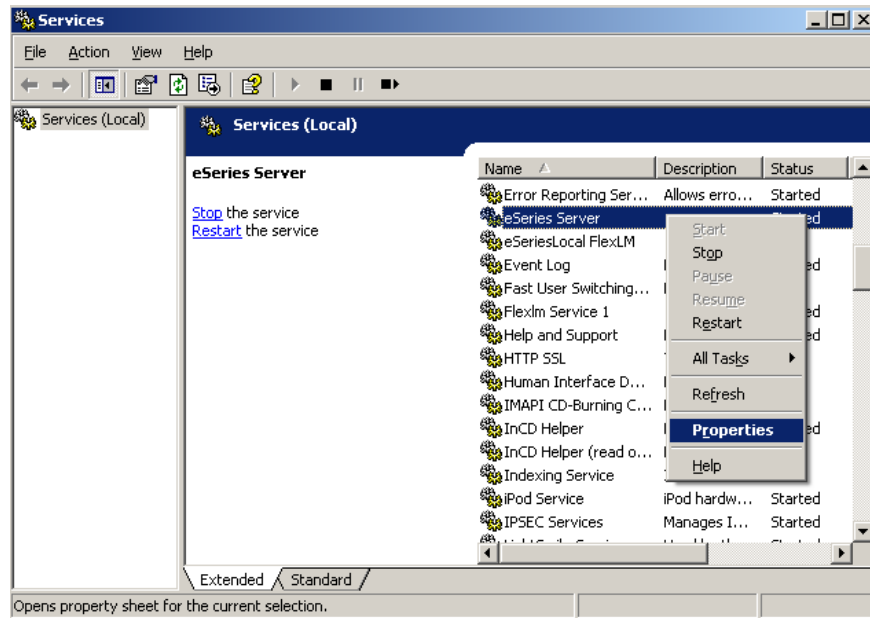 Services
File Action View Help
Services (Local)
Services (Local)
eSeries Server
Stop the service
Restart the service
Name Description Status
Error Reporting Ser... Allows erro... Started
eSeries Server
eSeriesLocal FlexLM
Event Log
Fast User Switching...
Flexlm Service 1
Help and Support
HTTP SSL
Human Interface D...
IMAPI CD-Burning C...
InCD Helper
InCD Helper (read o...
Indexing Service
iPod Service iPod hardw... Started
IPSEC Services Manages I... Started
Start
Stop
Pause
Resume
Restart
All Tasks
Refresh
Properties
Help
Extended Standard
Opens property sheet for the current selection.